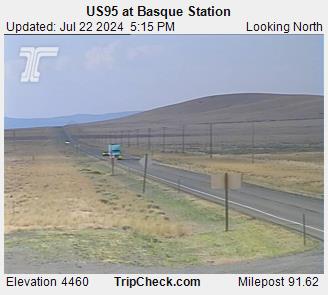 US95 at Basque Station
Updated: Jul 22 2024 5:15 PM Looking North
Elevation 4460 TripCheck.com Milepost 91.62